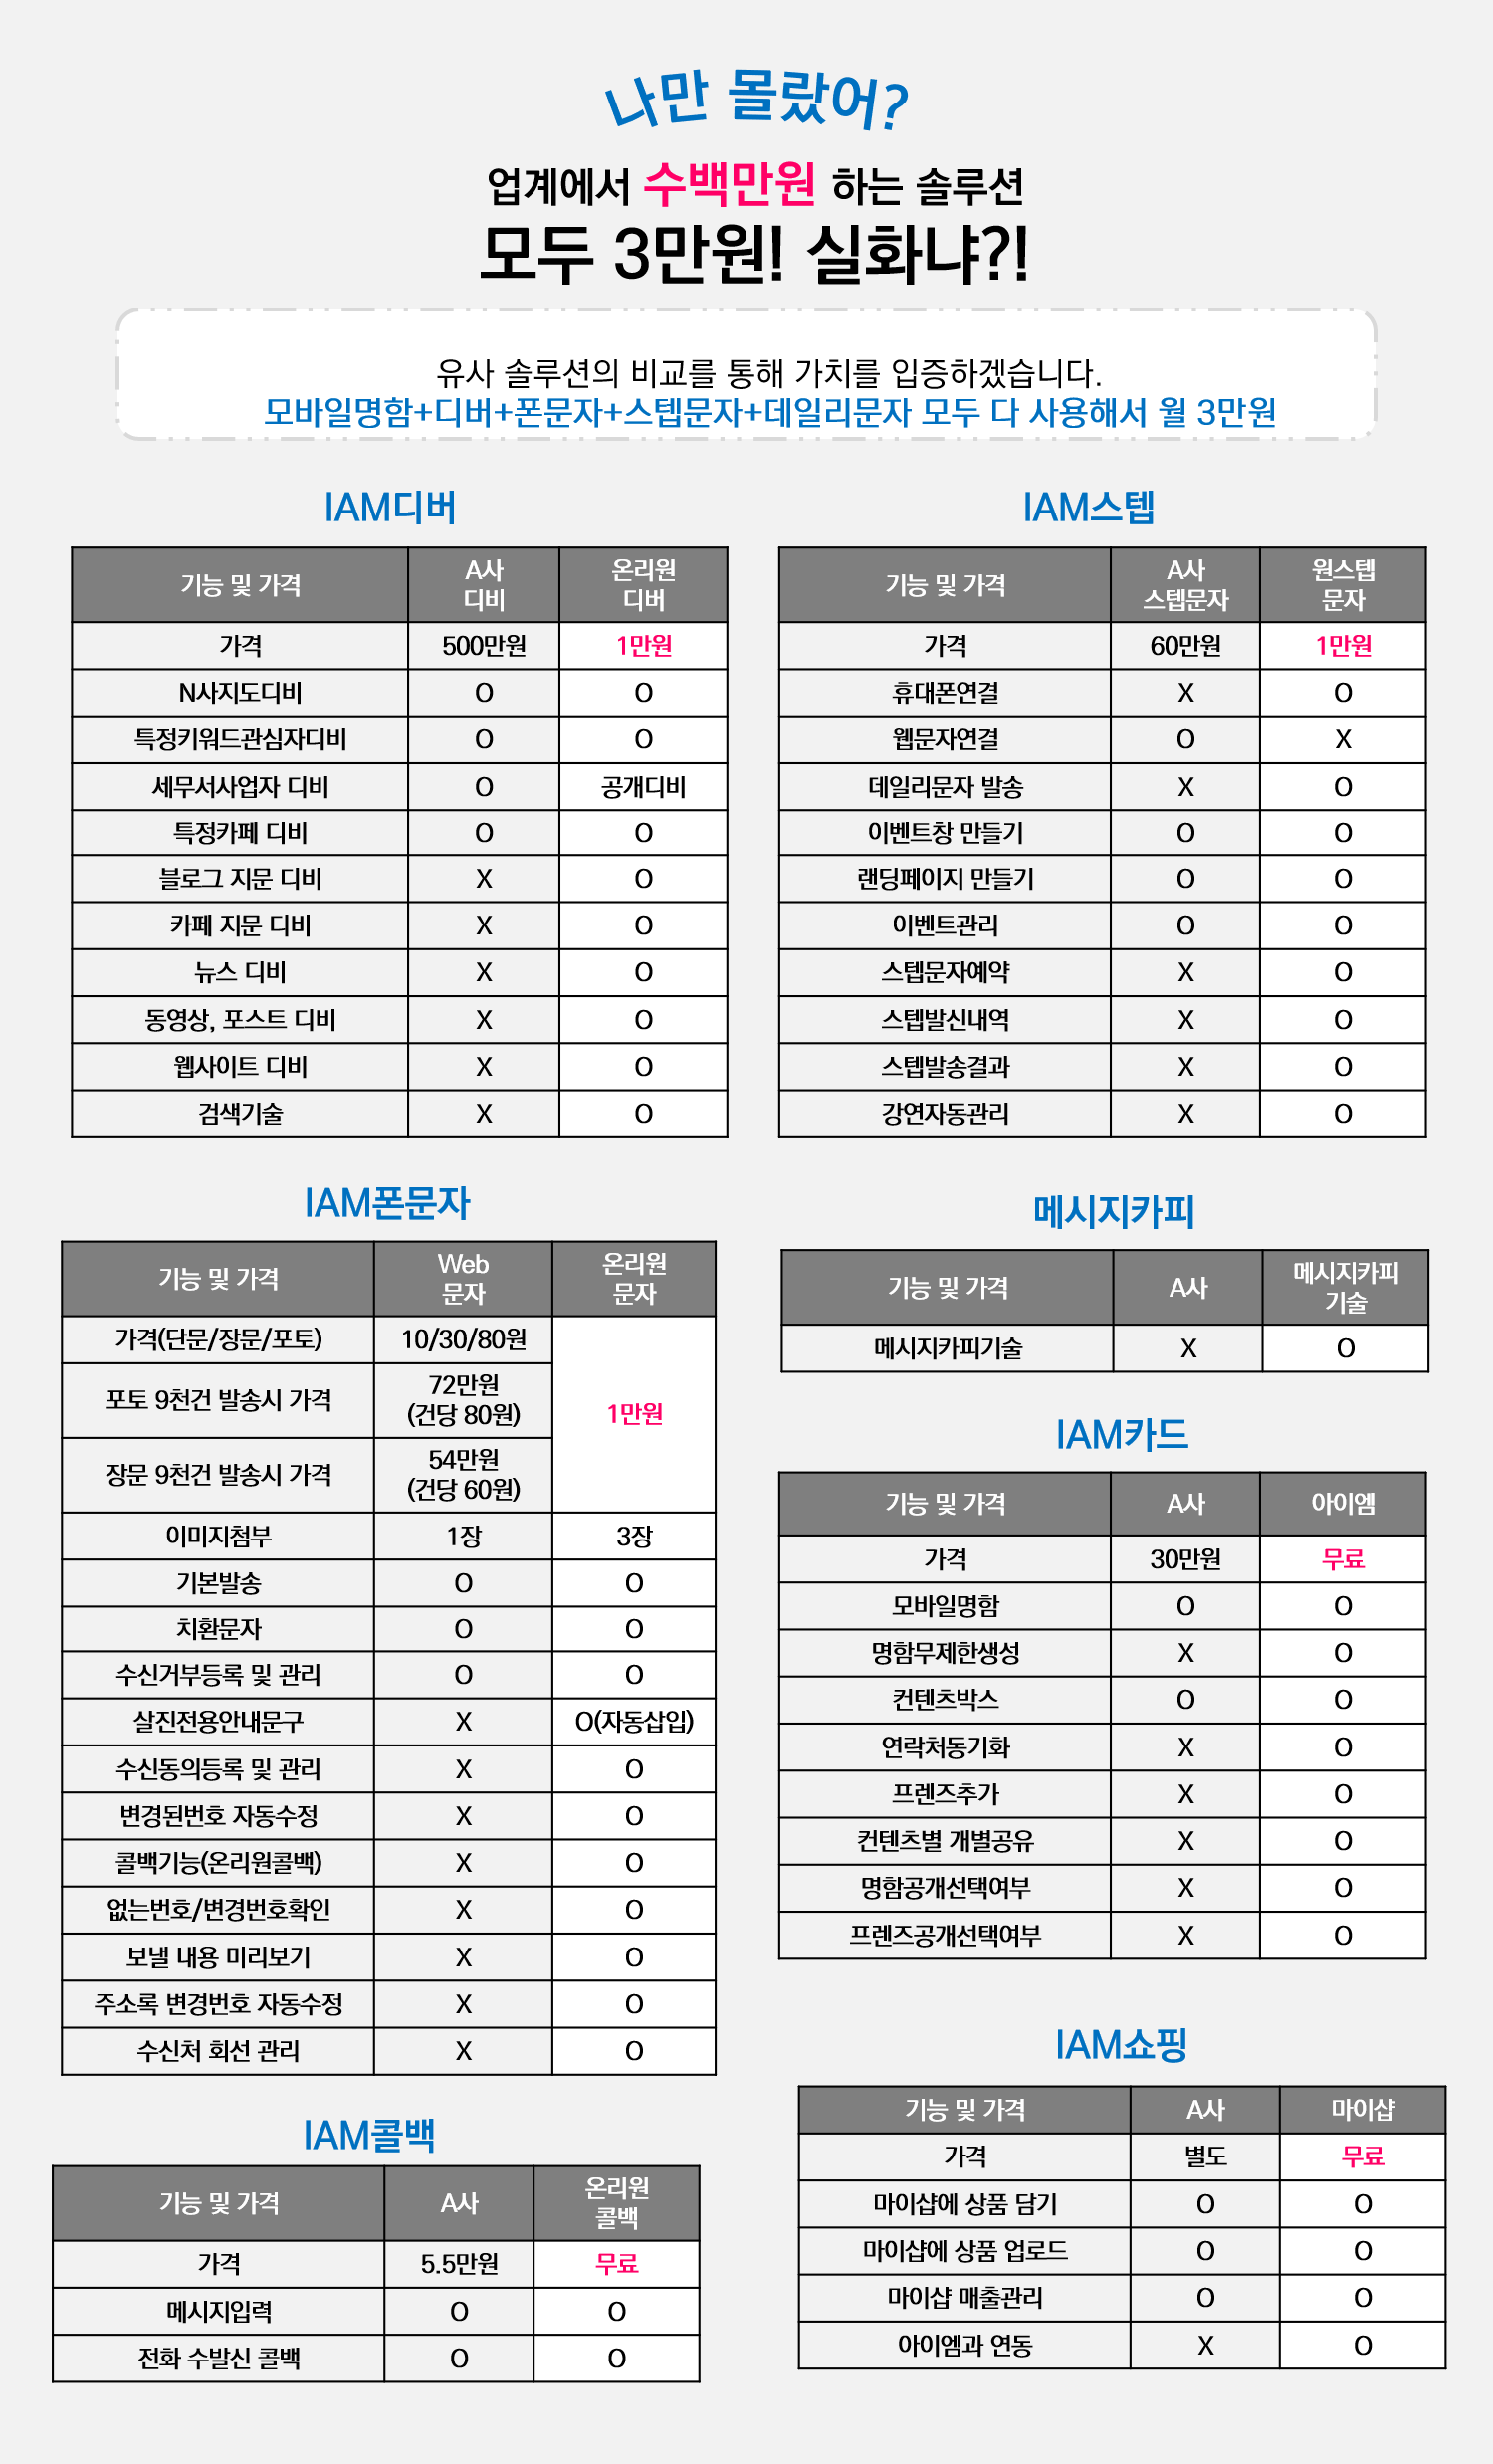 나만 몰랐어?
업계에서 수백만원 하는 솔루션
모두 3만원! 실화냐?!
유사 솔루션의 비교를 통해 가치를 입증하겠습니다.
모바일명함+디버+폰문자+스텝문자+데일리문자 모두 다 사용해서 월 3만원
IAM디버
기능 및 가격 A사 디비 온리원 디버
가격 500만원 1만원
N사지도디비 O O
특정키워드관심자디비 O O
세무서사업자 디비 O 공개디비
특정카페 디비 O O
블로그 지문 디비 X O
카페 지문 디비 X O
뉴스 디비 X O
동영상, 포스트 디비 X O
웹사이트 디비 X O
검색기술 X O
IAM스텝
기능 및 가격 A사 스텝문자 원스텝 문자
가격 60만원 1만원
휴대폰연결 X O
웹문자연결 O X
데일리문자 발송 X O
이벤트창 만들기 O O
랜딩페이지 만들기 O O
이벤트관리 O O
스텝문자예약 X O
스텝발신내역 X O
스텝발송결과 X O
강연자동관리 X O
IAM폰문자
기능 및 가격 Web 문자 온리원 문자
가격(단문/장문/포토) 10/30/80원 1만원
포토 9천건 발송시 가격 72만원 (건당 80원)
장문 9천건 발송시 가격 54만원 (건당 60원)
이미지첨부 1장 3장
기본발송 O O
치환문자 O O
수신거부등록 및 관리 O O
살진전용안내문구 X O(자동삽입)
수신동의등록 및 관리 X O
변경된번호 자동수정 X O
콜백기능(온리원콜백) X O
없는번호/변경번호확인 X O
보낼 내용 미리보기 X O
주소록 변경번호 자동수정 X O
수신처 회선 관리 X O
메시지카피
기능 및 가격 A사 메시지카피 기술
메시지카피기술 X O
IAM카드
기능 및 가격 A사 아이엠
가격 30만원 무료
모바일명함 O O
명함무제한생성 X O
컨텐츠박스 O O
연락처동기화 X O
프렌즈추가 X O
컨텐츠별 개별공유 X O
명함공개선택여부 X O
프렌즈공개선택여부 X O
IAM콜백
기능 및 가격 A사 온리원 콜백
가격 5.5만원 무료
메시지입력 O O
전화 수발신 콜백 O O
IAM쇼핑
기능 및 가격 A사 마이샵
가격 별도 무료
마이샵에 상품 담기 O O
마이샵에 상품 업로드 O O
마이샵 매출관리 O O
아이엠과 연동 X O